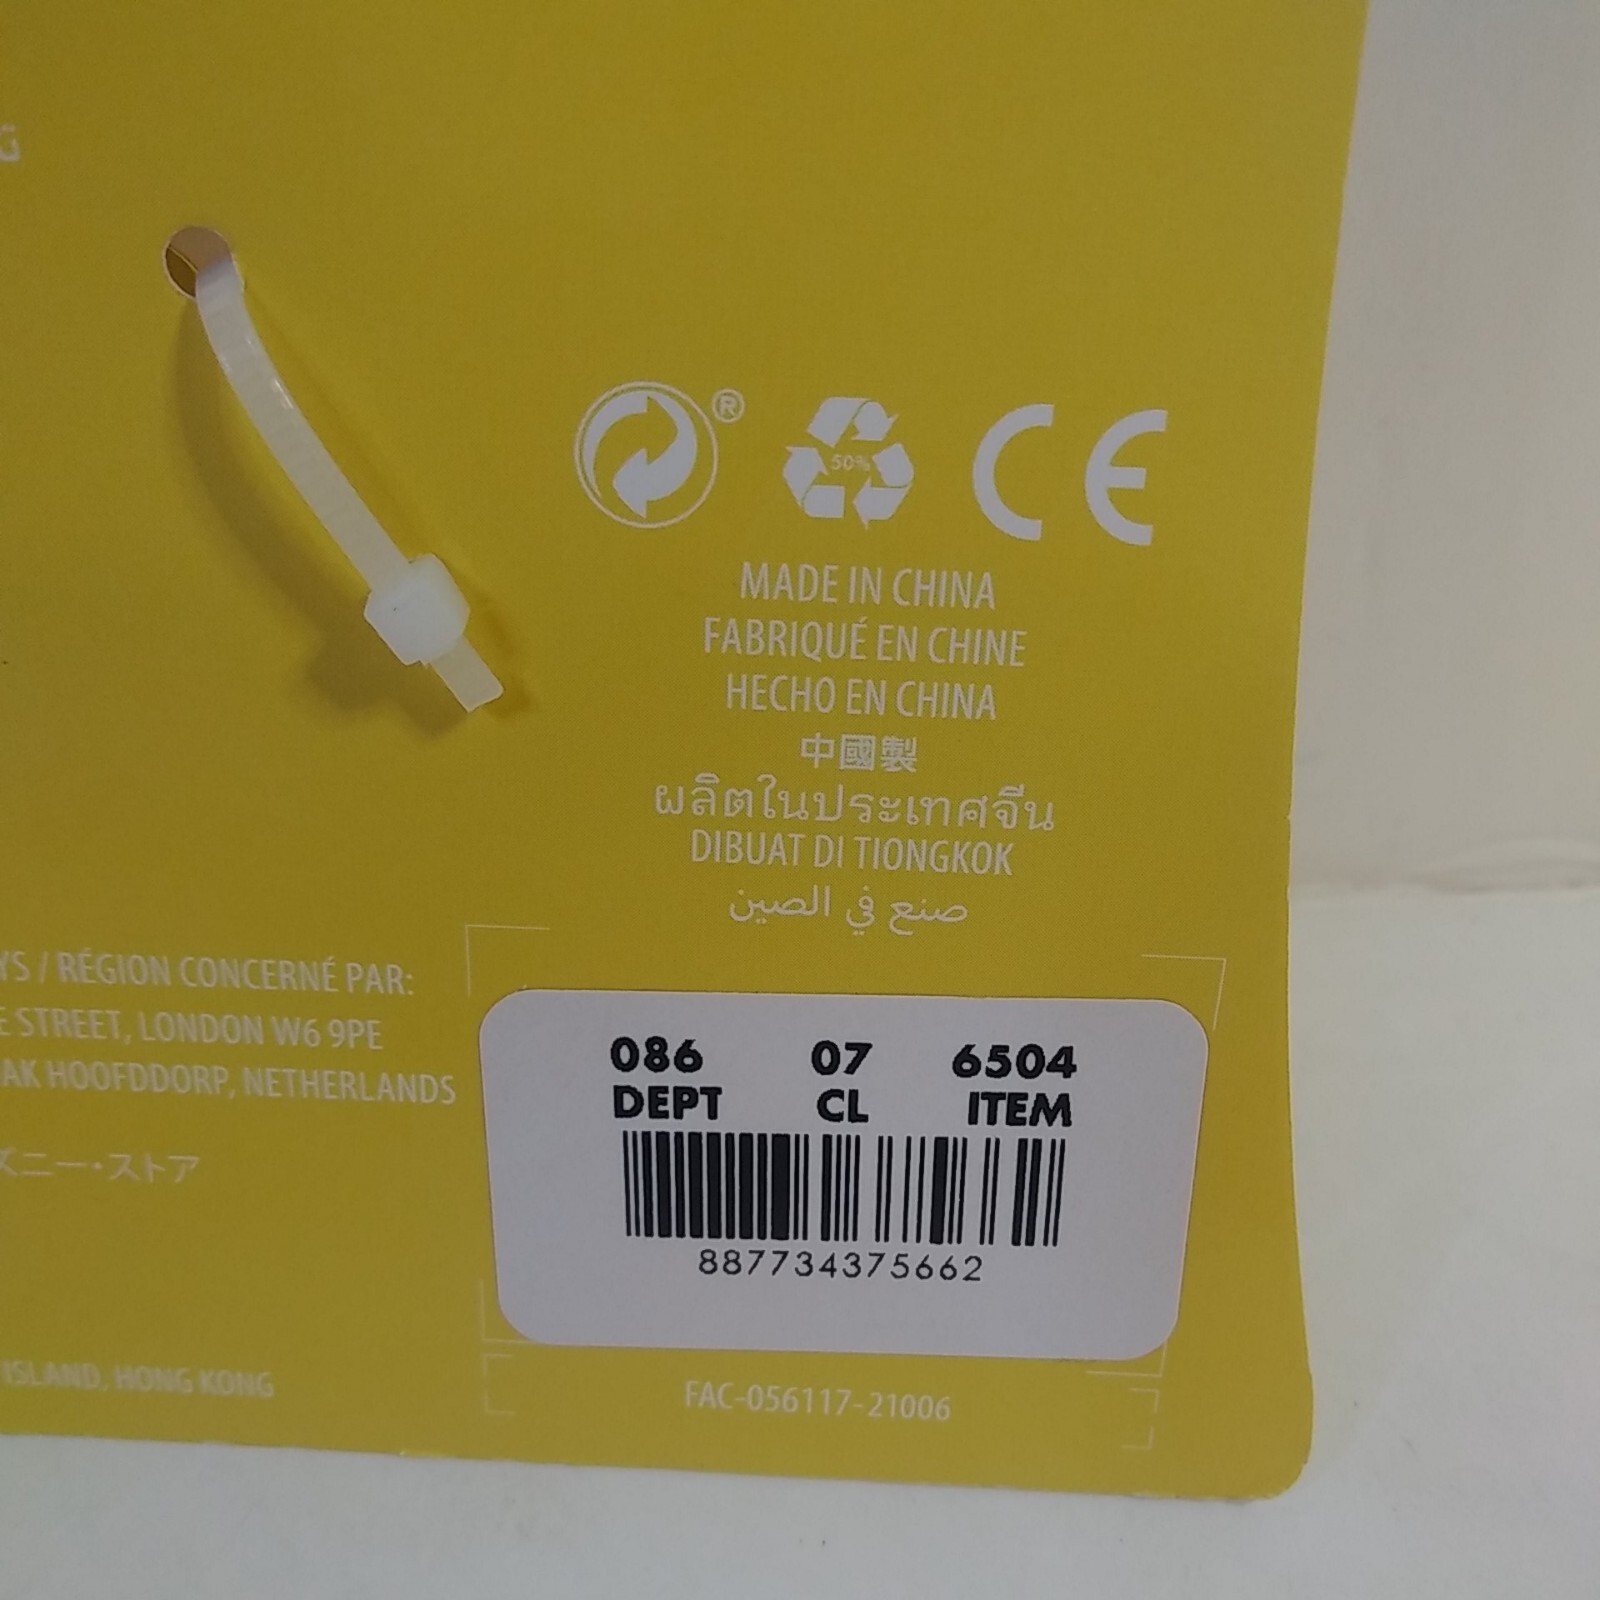 G
®
50%
CE
MADE IN CHINA
FABRIQUÉ EN CHINE
HECHO EN CHINA
中國製
ผลิตในประเทศจีน
DIBUAT DI TIONGKOK
صنع في الصين
YS / RÉGION CONCERNÉ PAR:
E STREET, LONDON W6 9PE
AK HOOFDDORP, NETHERLANDS
ズニー・ストア
ISLAND, HONG KONG
086 07 6504
DEPT CL ITEM
887734375662
FAC-056117-21006